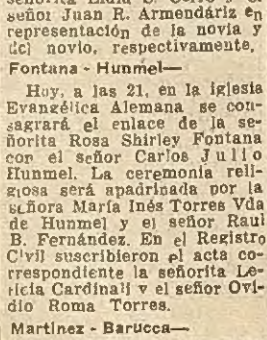 señor Juan R. Armendáriz en
representación de la novia y
del novio, respectivamente.
Fontana - Hunmel—
Hoy, a las 21, en la iglesia
Evangélica Alemana se con-
sagrará el enlace de la se-
ñorita Rosa Shirley Fontana
con el señor Carlos Julio
Hunmel. La ceremonia reli-
giosa será apadrinada por la
señora María Inés Torres Vda
de Hunmel y el señor Raul
B. Fernández. En el Registro
Civil suscribieron el acta co-
rrespondiente la señorita Le-
ticia Cardinali y el señor Ovi-
dio Roma Torres.
Martinez - Barucca—